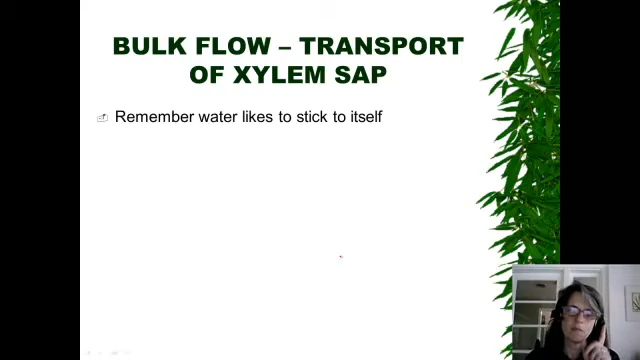 BULK FLOW – TRANSPORT
OF XYLEM SAP
Remember water likes to stick to itself